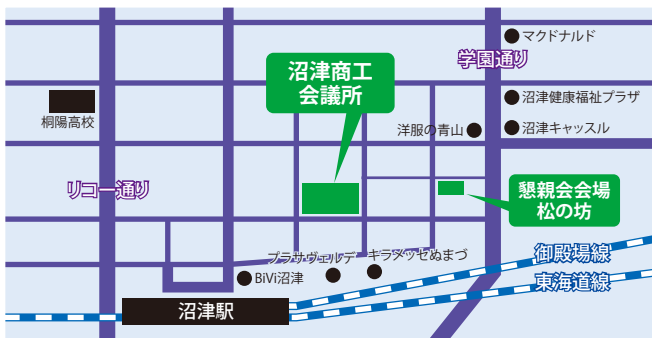 マクドナルド
学園通り
沼津商工
会議所
沼津健康福祉プラザ
桐陽高校
洋服の青山
沼津キャッスル
リコー通り
懇親会会場
松の坊
プラサヴェルデ
キラメッセぬまづ
御殿場線
BiVi沼津
東海道線
沼津駅